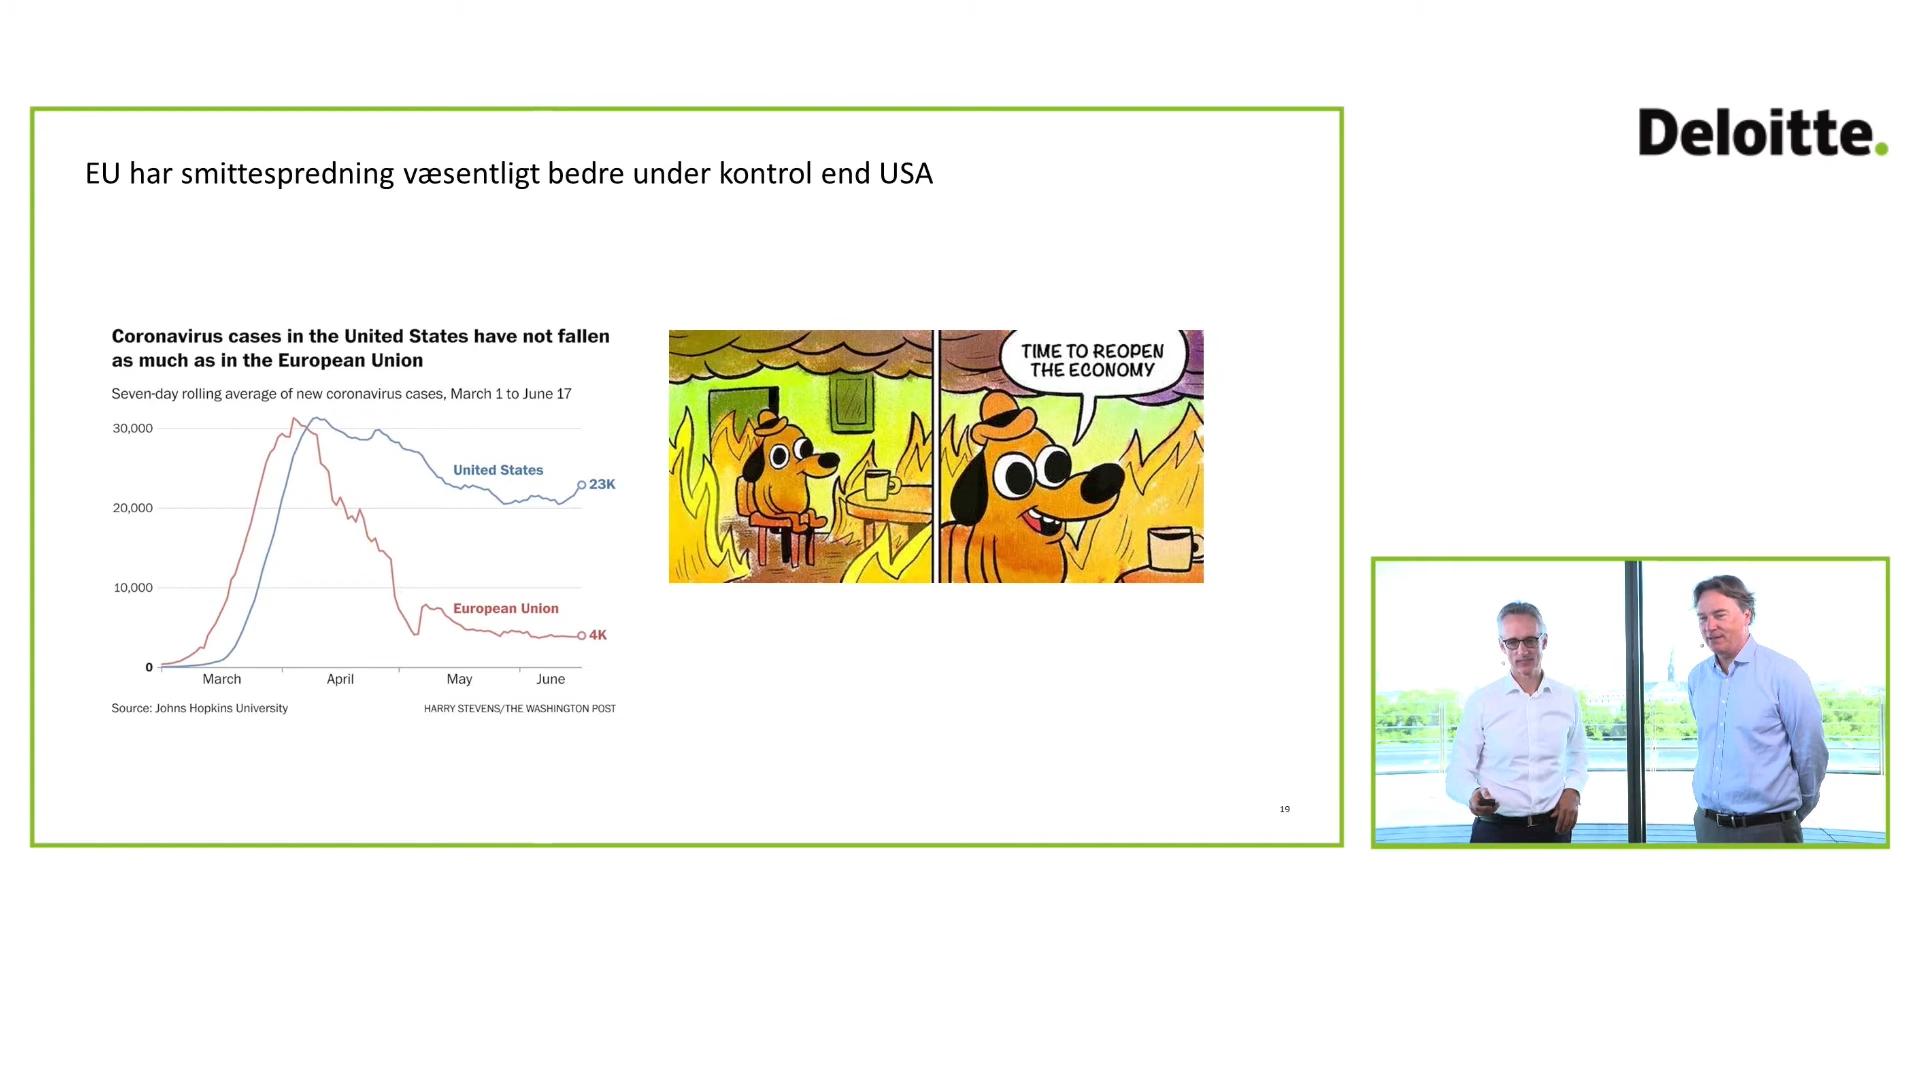 Deloitte.
EU har smittespredning væsentligt bedre under kontrol end USA
Coronavirus cases in the United States have not fallen
as much as in the European Union
Seven-day rolling average of new coronavirus cases, March 1 to June 17
30,000
20,000
10,000
0
United States
23K
European Union
4K
March
April
May
June
Source: Johns Hopkins University
HARRY STEVENS/THE WASHINGTON POST
TIME TO REOPEN
THE ECONOMY
19